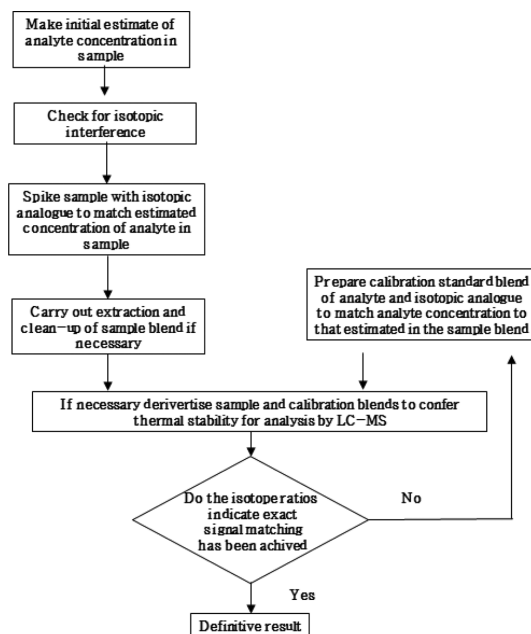 Make initial estimate of
analyte concentration in
sample
Check for isotopic
interference
Spike sample with isotopic
analogue to match estimated
concentration of analyte in
sample
Carry out extraction and
clean-up of sample blend if
necessary
Prepare calibration standard blend
of analyte and isotopic analogue
to match analyte concentration to
that estimated in the sample blend
If necessary derivertise sample and calibration blends to confer
thermal stability for analysis by LC-MS
Do the isotope ratios
indicate exact
signal matching
has been achived
No
Yes
Definitive result